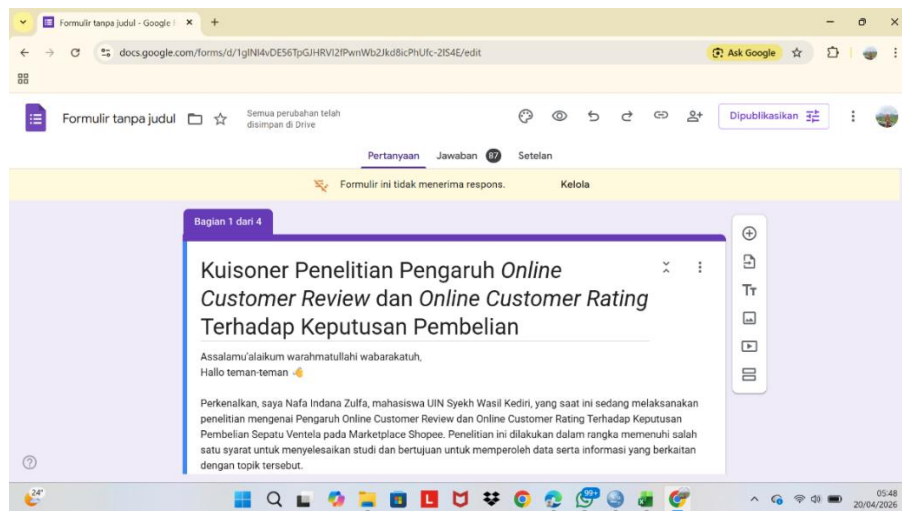 Formulir tanpa judul - Google F
docs.google.com/forms/d/1glNl4vDE56TpGJHRVI2fPwnWb2Jkd8icPhUfc-2IS4E/edit
Ask Google
Formulir tanpa judul
Semua perubahan telah
disimpan di Drive
Dipublikasikan
Pertanyaan Jawaban 87 Setelan
Formulir ini tidak menerima respons. Kelola
Bagian 1 dari 4
Kuisoner Penelitian Pengaruh Online
Customer Review dan Online Customer Rating
Terhadap Keputusan Pembelian
Assalamu'alaikum warahmatullahi wabarakatuh,
Hallo teman-teman 👋
Perkenalkan, saya Nafa Indana Zulfa, mahasiswa UIN Syekh Wasil Kediri, yang saat ini sedang melaksanakan
penelitian mengenai Pengaruh Online Customer Review dan Online Customer Rating Terhadap Keputusan
Pembelian Sepatu Ventela pada Marketplace Shopee. Penelitian ini dilakukan dalam rangka memenuhi salah
satu syarat untuk menyelesaikan studi dan bertujuan untuk memperoleh data serta informasi yang berkaitan
dengan topik tersebut.
Tт
24°
L
99+
05:48
20/04/2026